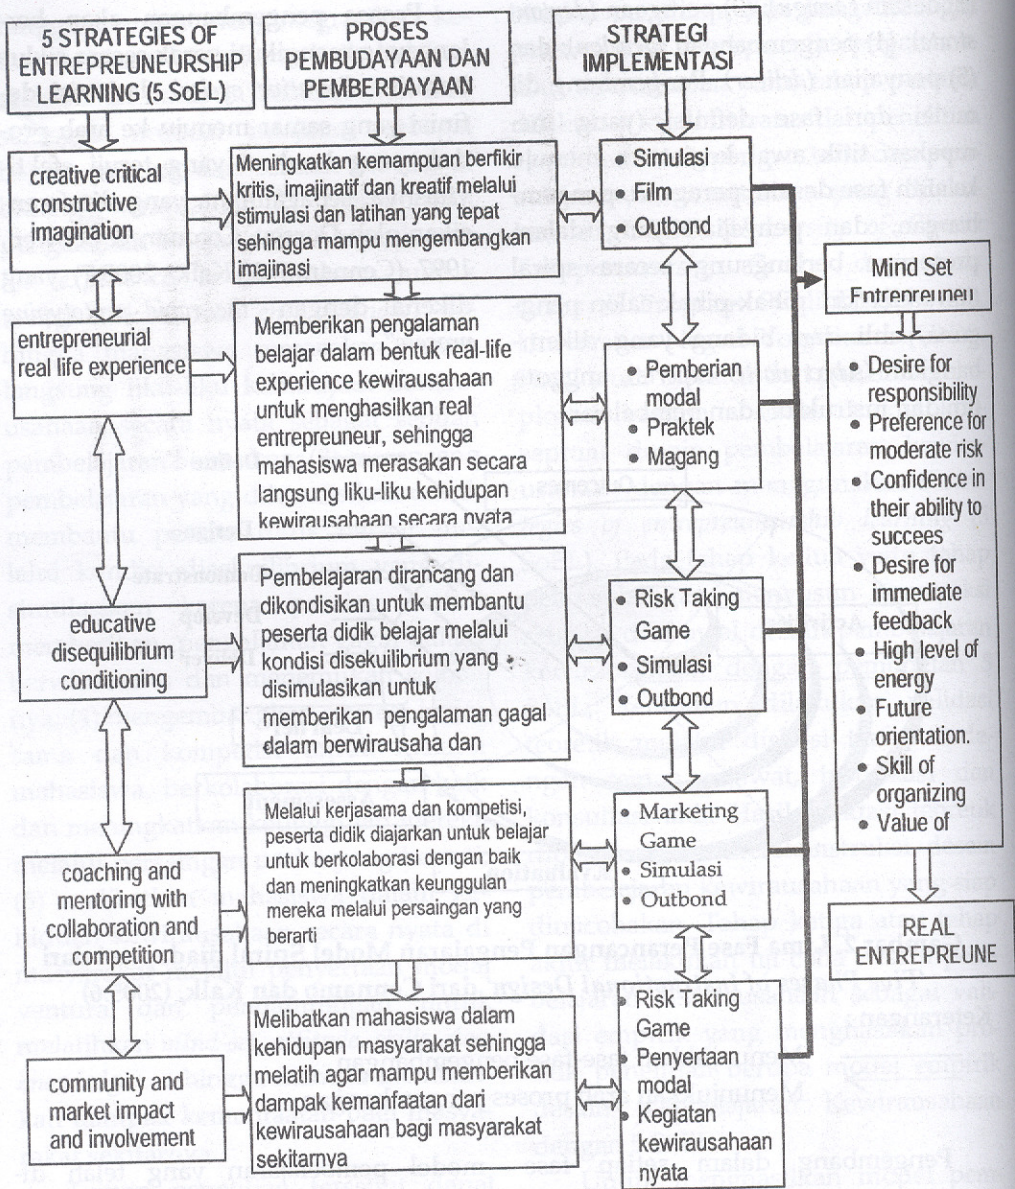 5 STRATEGIES OF
ENTREPREUNEURSHIP
LEARNING (5 SoEL)
PROSES
PEMBUDAYAAN DAN
PEMBERDAYAAN
STRATEGI
IMPLEMENTASI
creative critical
constructive
imagination
Meningkatkan kemampuan berfikir
kritis, imajinatif dan kreatif melalui
stimulasi dan latihan yang tepat
sehingga mampu mengembangkan
imajinasi
• Simulasi
• Film
• Outbond
entrepreneurial
real life experience
Memberikan pengalaman
belajar dalam bentuk real-life
experience kewirausahaan
untuk menghasilkan real
entrepreuneur, sehingga
mahasiswa merasakan secara
langsung liku-liku kehidupan
kewirausahaan secara nyata
• Pemberian
modal
• Praktek
• Magang
educative
disequilibrium
conditioning
Pembelajaran dirancang dan
dikondisikan untuk membantu
peserta didik belajar melalui
kondisi disekuilibrium yang
disimulasikan untuk
memberikan pengalaman gagal
dalam berwirausaha dan
• Risk Taking
Game
• Simulasi
• Outbond
coaching and
mentoring with
collaboration and
competition
Melalui kerjasama dan kompetisi,
peserta didik diajarkan untuk belajar
untuk berkolaborasi dengan baik
dan meningkatkan keunggulan
mereka melalui persaingan yang
berarti
• Marketing
Game
• Simulasi
• Outbond
community and
market impact
and involvement
Melibatkan mahasiswa dalam
kehidupan masyarakat sehingga
melatih agar mampu memberikan
dampak kemanfaatan dari
kewirausahaan bagi masyarakat
sekitarnya
• Risk Taking
Game
• Penyertaan
modal
• Kegiatan
kewirausahaan
nyata
Mind Set
Entrepreneu
• Desire for
responsibility
• Preference for
moderate risk
• Confidence in
their ability to
succees
• Desire for
immediate
feedback
• High level of
energy
• Future
orientation.
• Skill of
organizing
• Value of
REAL
ENTREPREUNE